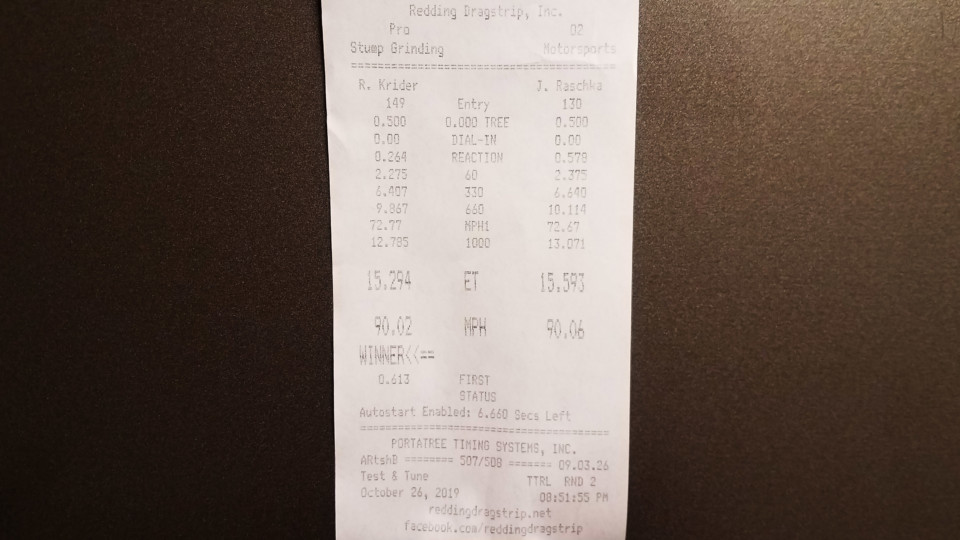 Redding Dragstrip, Inc.
Pro 02
Stump Grinding Motorsports
================================================
R. Krider J. Raschka
149 Entry 130
0.500 0.000 TREE 0.500
0.00 DIAL-IN 0.00
0.264 REACTION 0.578
2.275 60 2.375
6.407 330 6.640
9.867 660 10.114
72.77 MPH1 72.67
12.785 1000 13.071
15.294 ET 15.593
90.02 MPH 90.06
WINNER<<==
0.613 FIRST
STATUS
Autostart Enabled: 6.660 Secs Left
================================================
PORTATREE TIMING SYSTEMS, INC.
ARtshB ======== 507/508 ======= 09.03.26
Test & Tune TTRL RND 2
October 26, 2019 08:51:55 PM
reddingdragstrip.net
facebook.com/reddingdragstrip